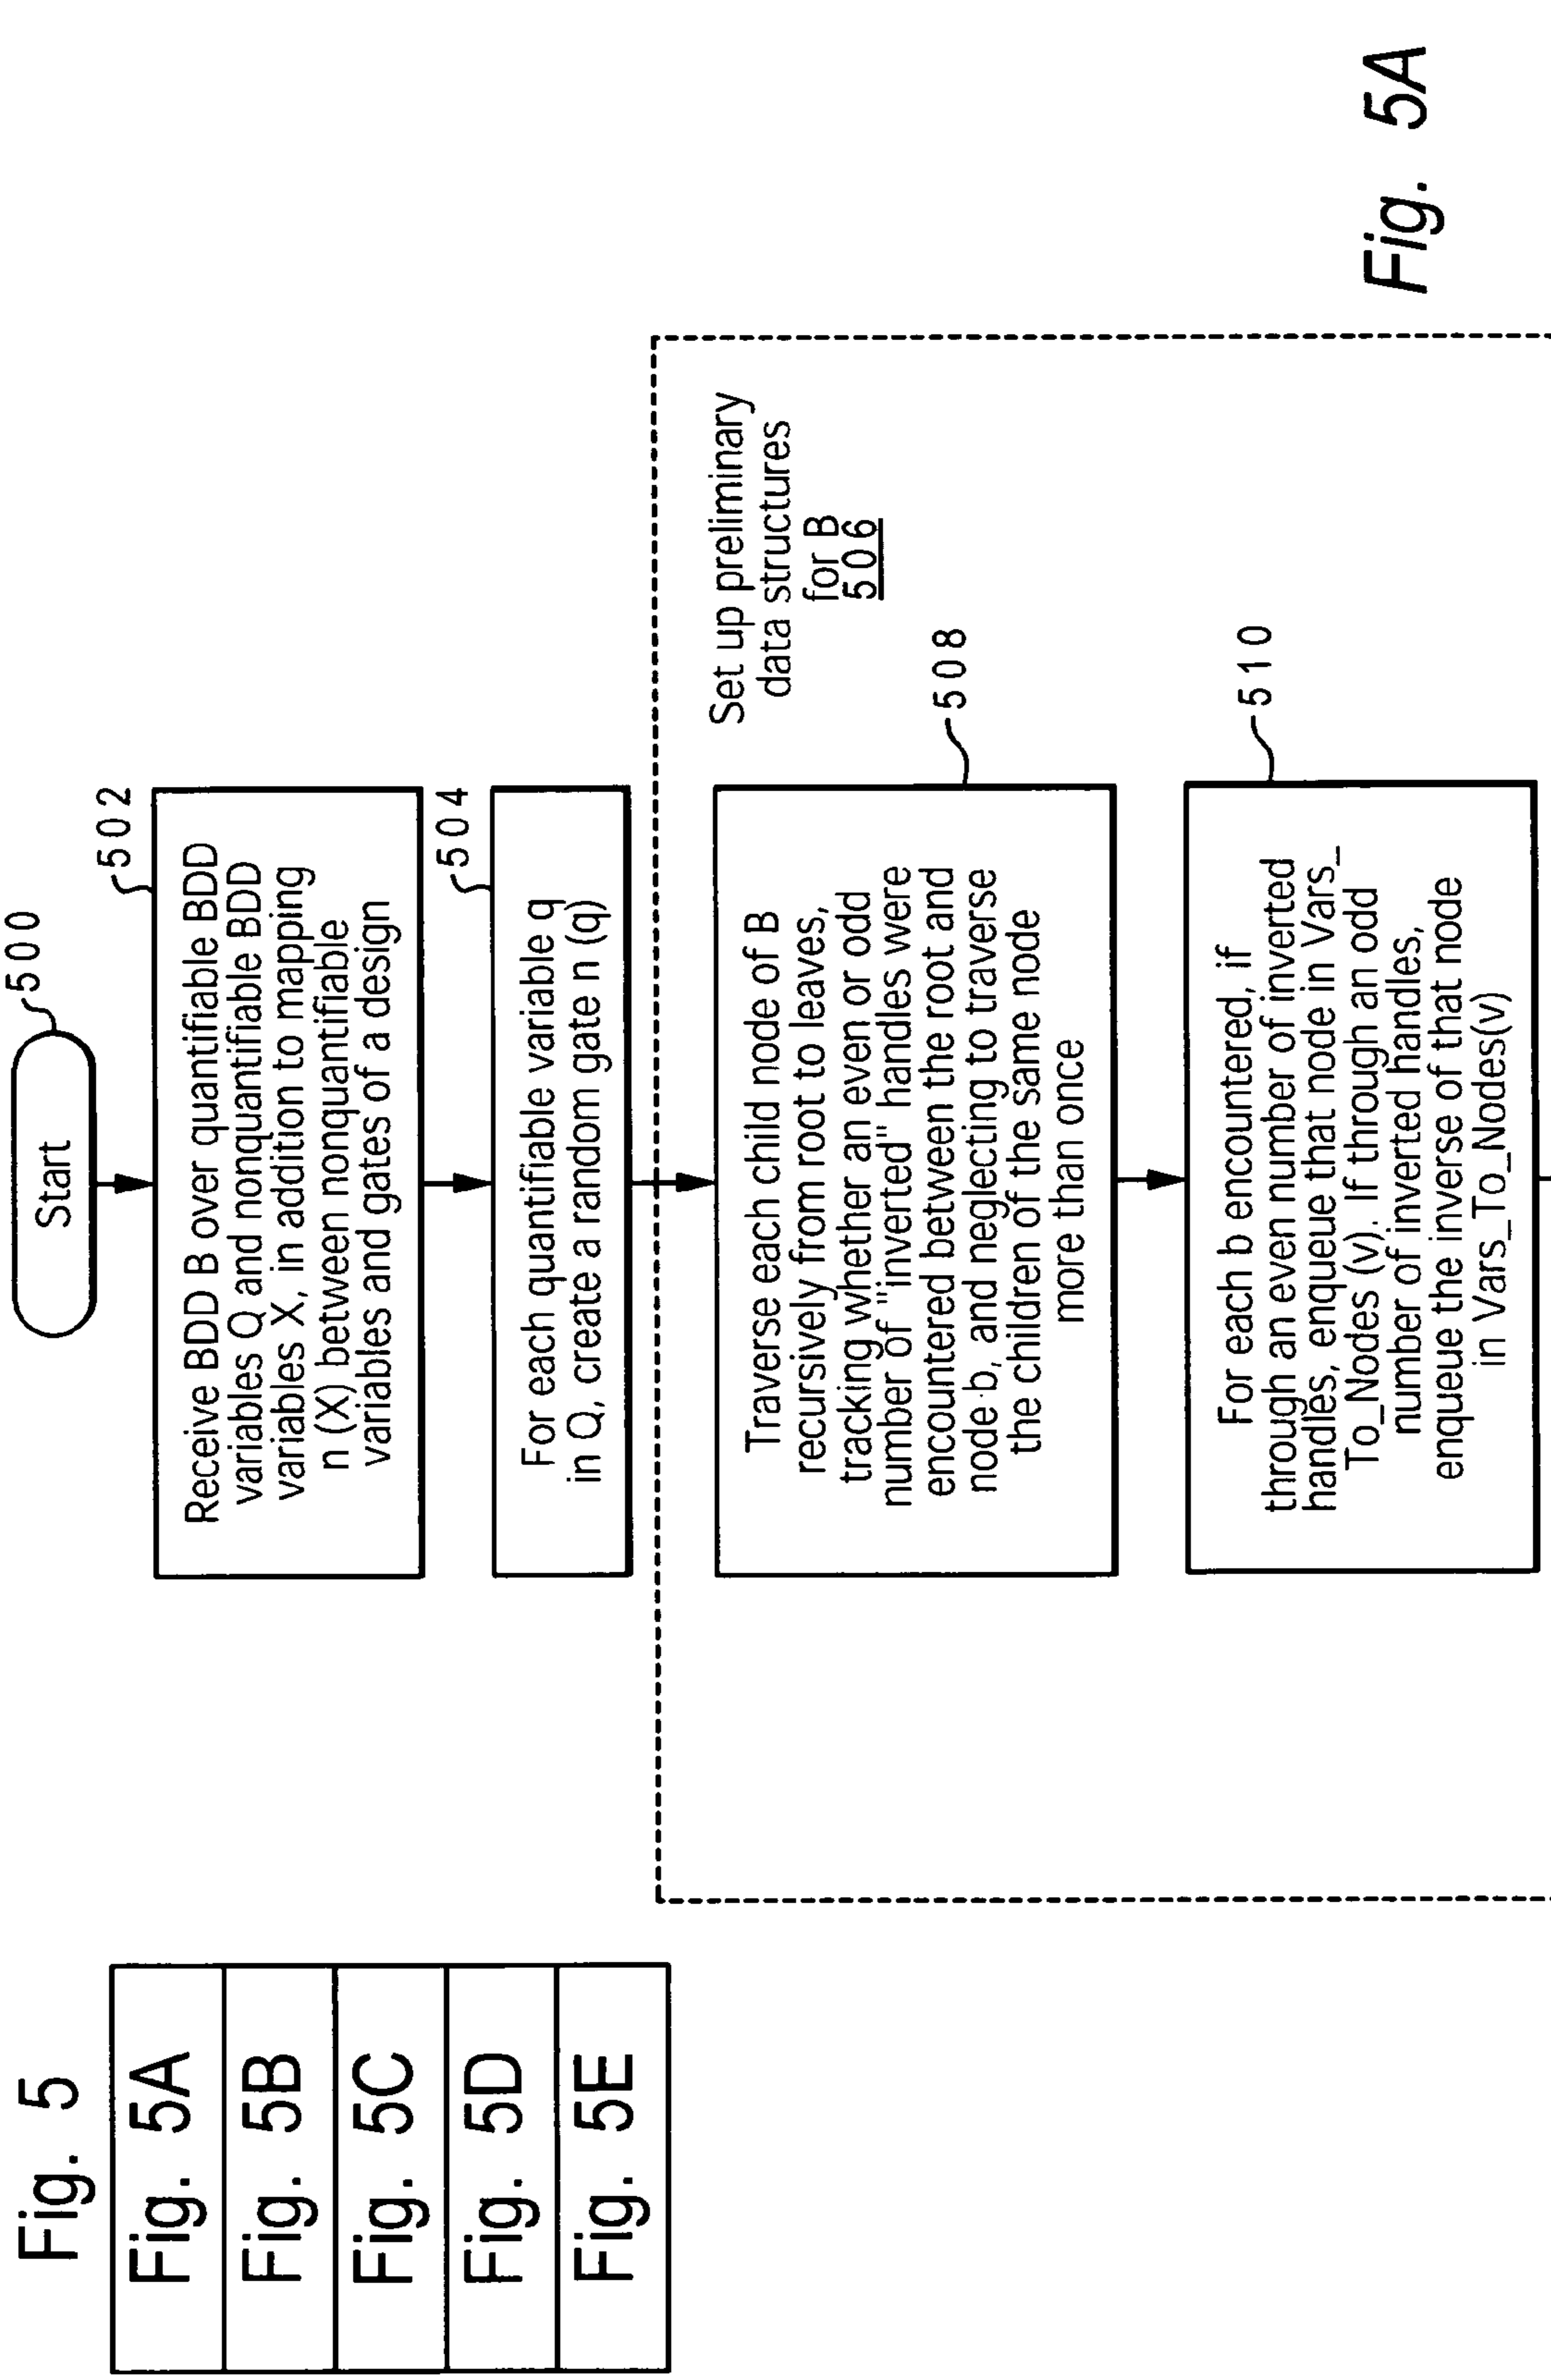 Fig. 5
Fig. 5A
Fig. 5B
Fig. 5C
Fig. 5D
Fig. 5E
Start
500
502
Receive BDD B over quantifiable BDD
variables Q and nonquantifiable BDD
variables X, in addition to mapping
n (X) between nonquantifiable
variables and gates of a design
504
For each quantifiable variable q
in Q, create a random gate n (q)
Set up preliminary
data structures
for B
506
508
Traverse each child node of B
recursively from root to leaves,
tracking whether an even or odd
number of "inverted" handles were
encountered between the root and
node b, and neglecting to traverse
the children of the same node
more than once
510
For each b encountered, if
through an even number of inverted
handles, enqueue that node in Vars_
To_Nodes (v). If through an odd
number of inverted handles,
enqueue the inverse of that node
in Vars_To_Nodes(v)
Fig. 5A